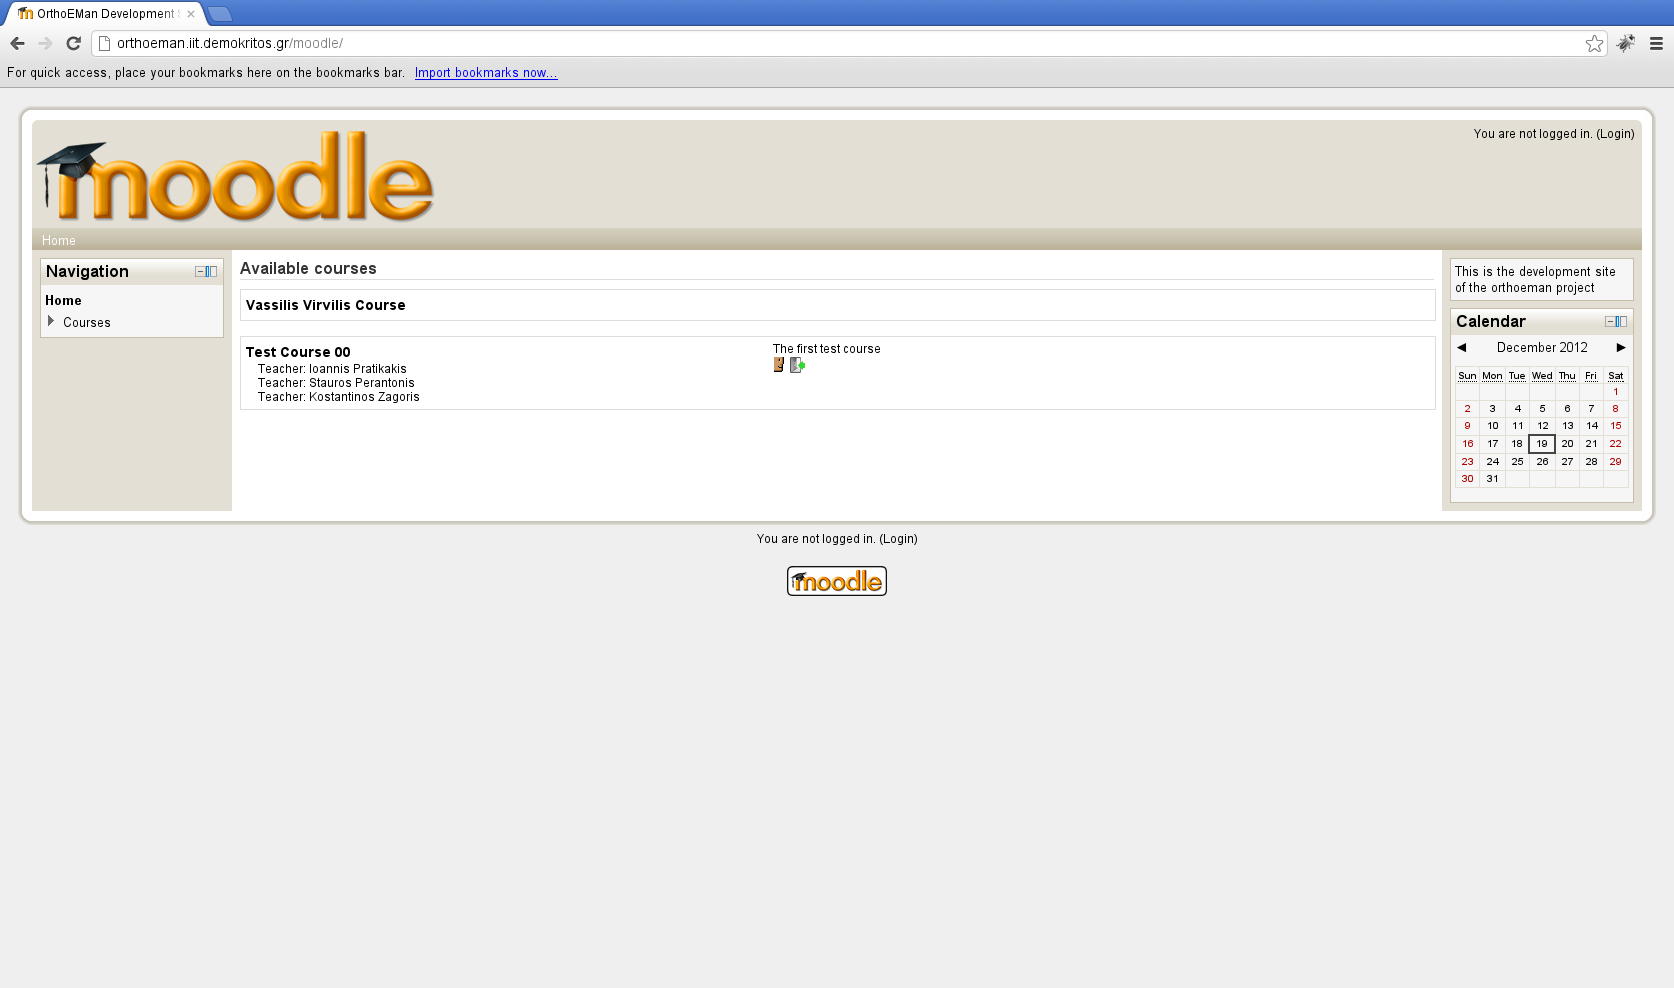 OrthoEMan Development
orthoeman.iit.demokritos.gr/moodle/
For quick access, place your bookmarks here on the bookmarks bar. Import bookmarks now...
You are not logged in. (Login)
moodle
Home
Navigation
Home
Courses
Available courses
Vassilis Virvilis Course
Test Course 00
Teacher: Ioannis Pratikakis
Teacher: Stauros Perantonis
Teacher: Kostantinos Zagoris
The first test course
This is the development site
of the orthoeman project
Calendar
◀ December 2012 ▶
Sun Mon Tue Wed Thu Fri Sat
1
2 3 4 5 6 7 8
9 10 11 12 13 14 15
16 17 18 19 20 21 22
23 24 25 26 27 28 29
30 31
You are not logged in. (Login)
moodle